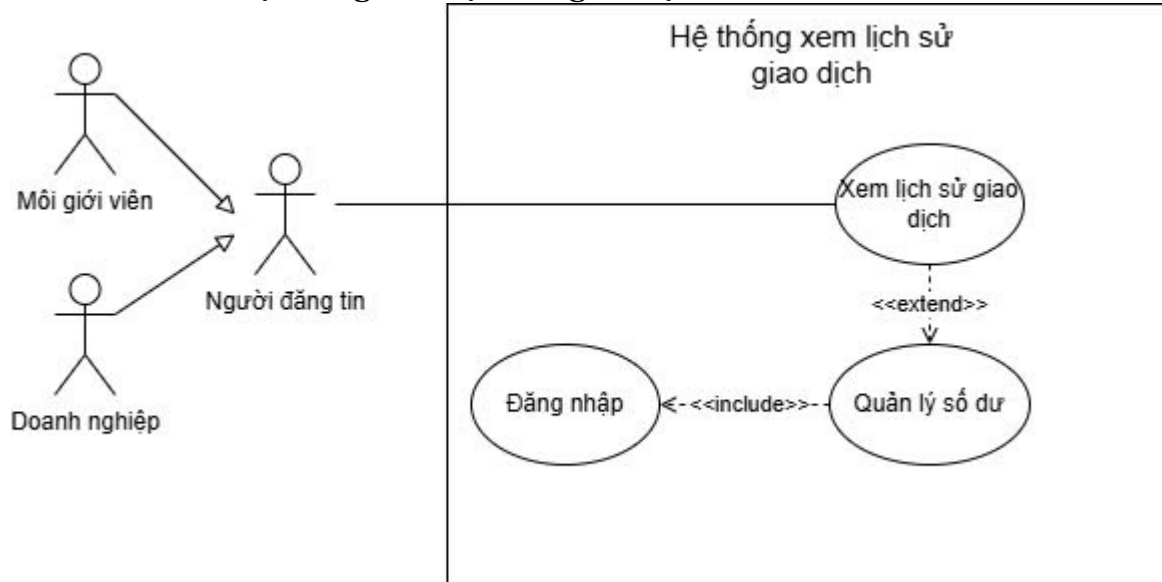 Hệ thống xem lịch sử
giao dịch
Môi giới viên
Xem lịch sử giao
dịch
Người đăng tin
<<extend>>
Đăng nhập
<<include>>
Quản lý số dư
Doanh nghiệp